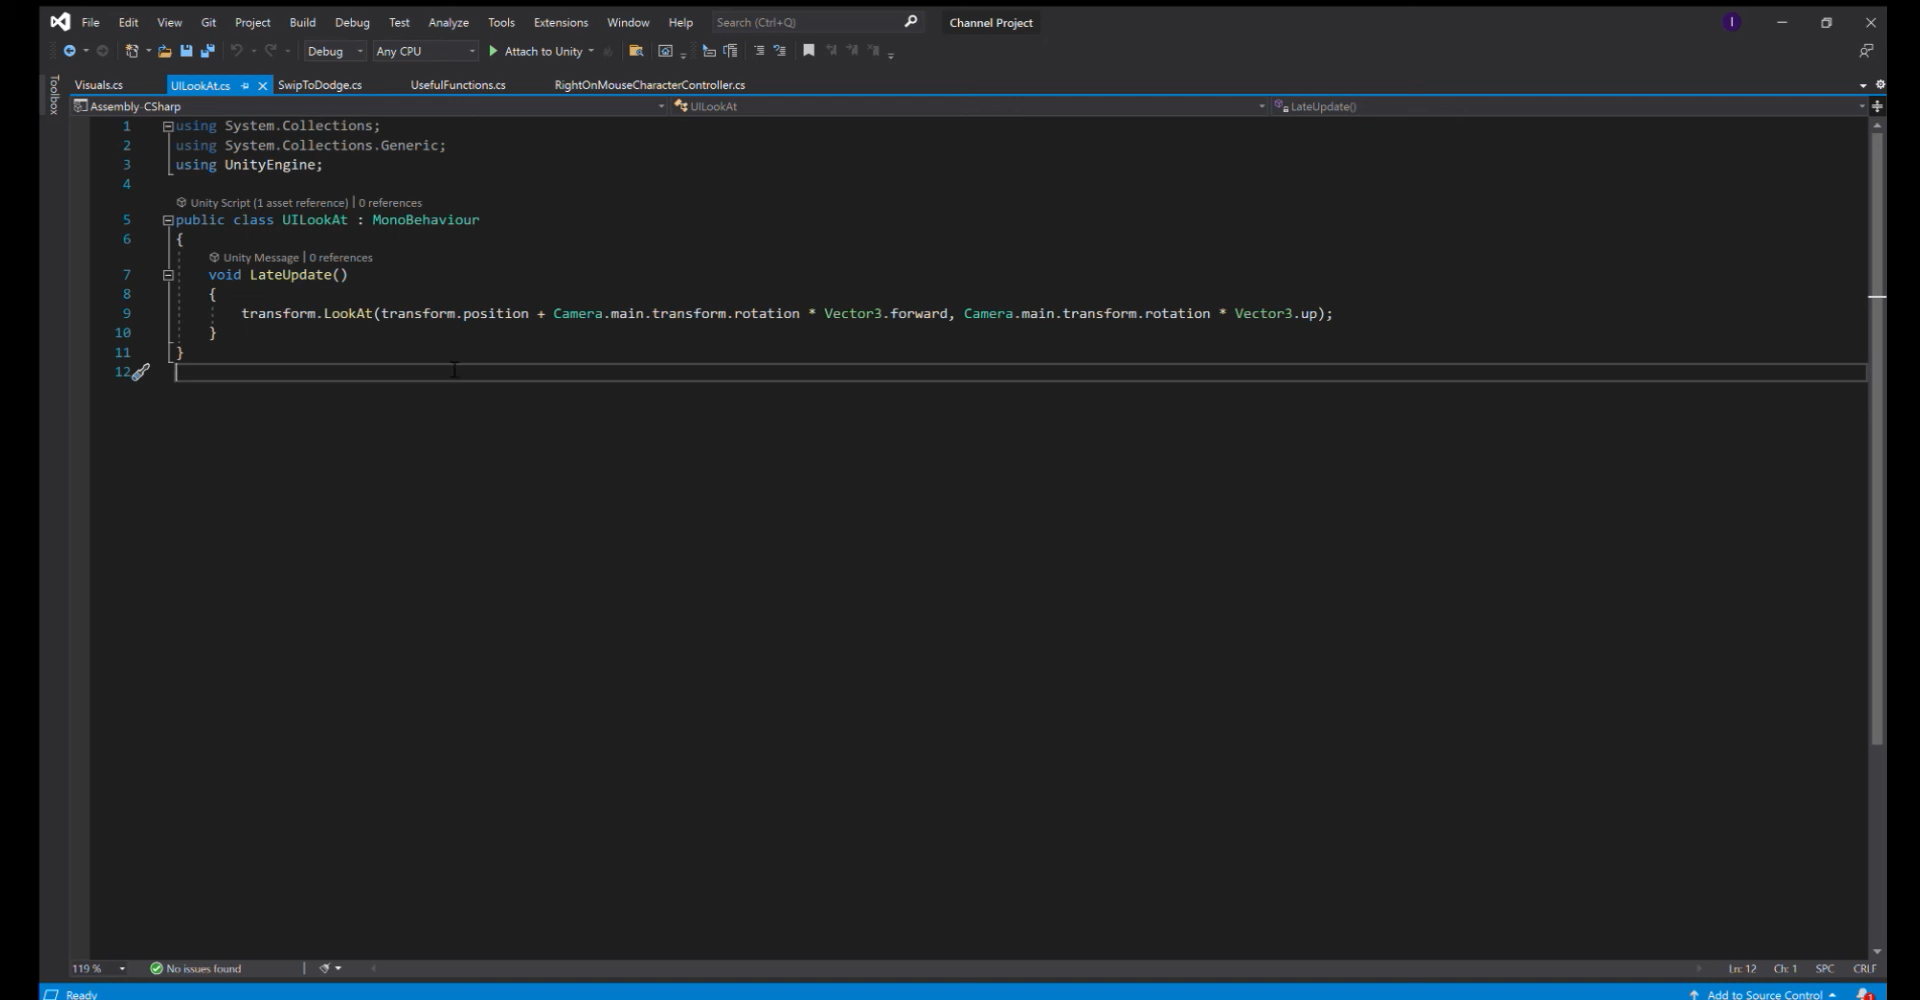 File Edit View Git Project Build Debug Test Analyze Tools Extensions Window Help Search (Ctrl+Q) Channel Project I
Debug Any CPU Attach to Unity
Visuals.cs UILookAt.cs SwipToDodge.cs UsefulFunctions.cs RightOnMouseCharacterController.cs
Toolbox
Assembly-CSharp UILookAt LateUpdate()
1 using System.Collections;
2 using System.Collections.Generic;
3 using UnityEngine;
4
Unity Script (1 asset reference) | 0 references
5 public class UILookAt : MonoBehaviour
6 {
Unity Message | 0 references
7 void LateUpdate()
8 {
9 transform.LookAt(transform.position + Camera.main.transform.rotation * Vector3.forward, Camera.main.transform.rotation * Vector3.up);
10 }
11 }
12
119 % No issues found Ln: 12 Ch: 1 SPC CRLF
Ready Add to Source Control 1